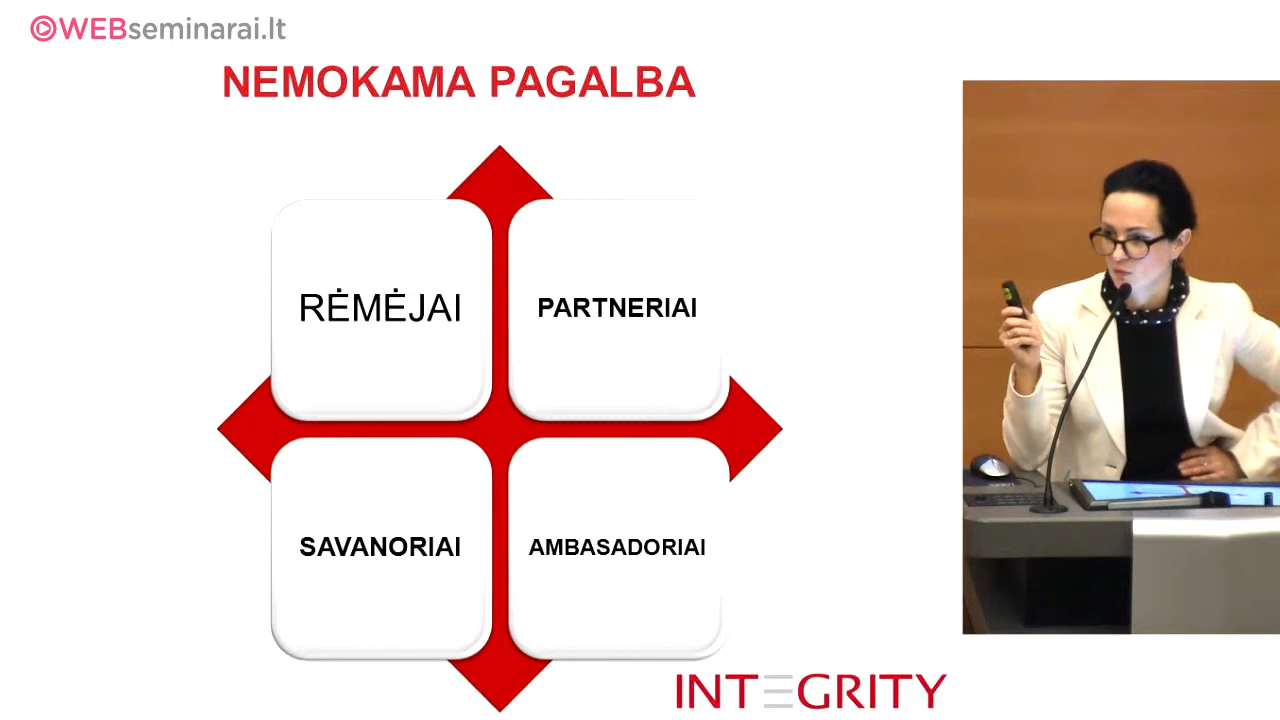 WEBseminarai.lt
NEMOKAMA PAGALBA
RĖMĖJAI
PARTNERIAI
SAVANORIAI
AMBASADORIAI
INTEGRITY